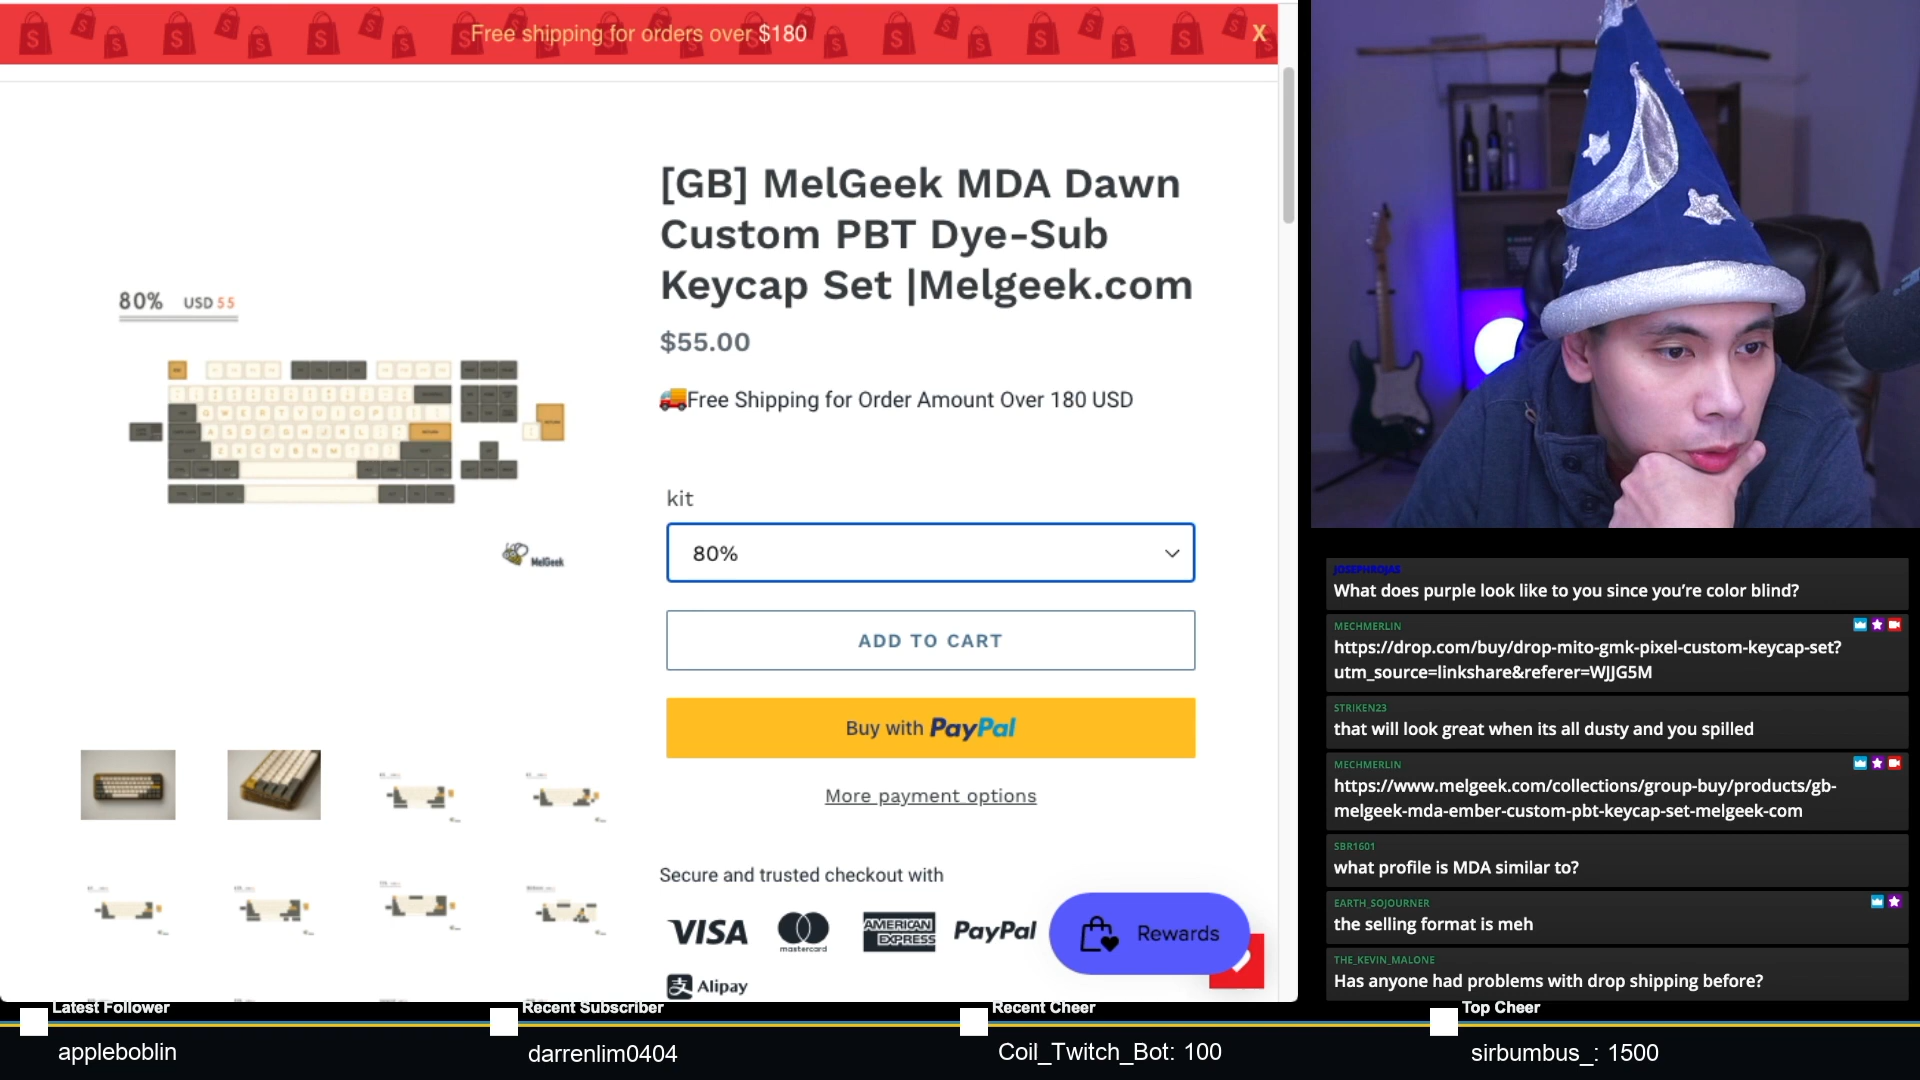 Free shipping for orders over $180
X
[GB] MelGeek MDA Dawn
Custom PBT Dye-Sub
Keycap Set |Melgeek.com
$55.00
🚚Free Shipping for Order Amount Over 180 USD
80% USD 55
MelGeek
kit
80%
ADD TO CART
Buy with PayPal
More payment options
Secure and trusted checkout with
VISA
mastercard
AMERICAN
EXPRESS
PayPal
Alipay
Rewards
JOSEPHROJAS
What does purple look like to you since you’re color blind?
MECHMERLIN
https://drop.com/buy/drop-mito-gmk-pixel-custom-keycap-set?
utm_source=linkshare&referer=WJJG5M
STRIKEN23
that will look great when its all dusty and you spilled
MECHMERLIN
https://www.melgeek.com/collections/group-buy/products/gb-
melgeek-mda-ember-custom-pbt-keycap-set-melgeek-com
SBR1601
what profile is MDA similar to?
EARTH_SOJOURNER
the selling format is meh
THE_KEVIN_MALONE
Has anyone had problems with drop shipping before?
Latest Follower
appleboblin
Recent Subscriber
darrenlim0404
Recent Cheer
Coil_Twitch_Bot: 100
Top Cheer
sirbumbus_: 1500